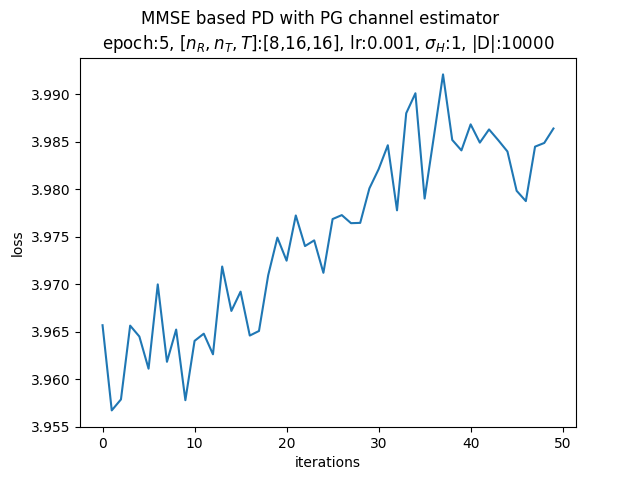 MMSE based PD with PG channel estimator
epoch:5, [$n_R, n_T, T$]:[8,16,16], lr:0.001, $\sigma_H$:1, |D|:10000
3.990
3.985
3.980
3.975
3.970
3.965
3.960
3.955
loss
0 10 20 30 40 50
iterations